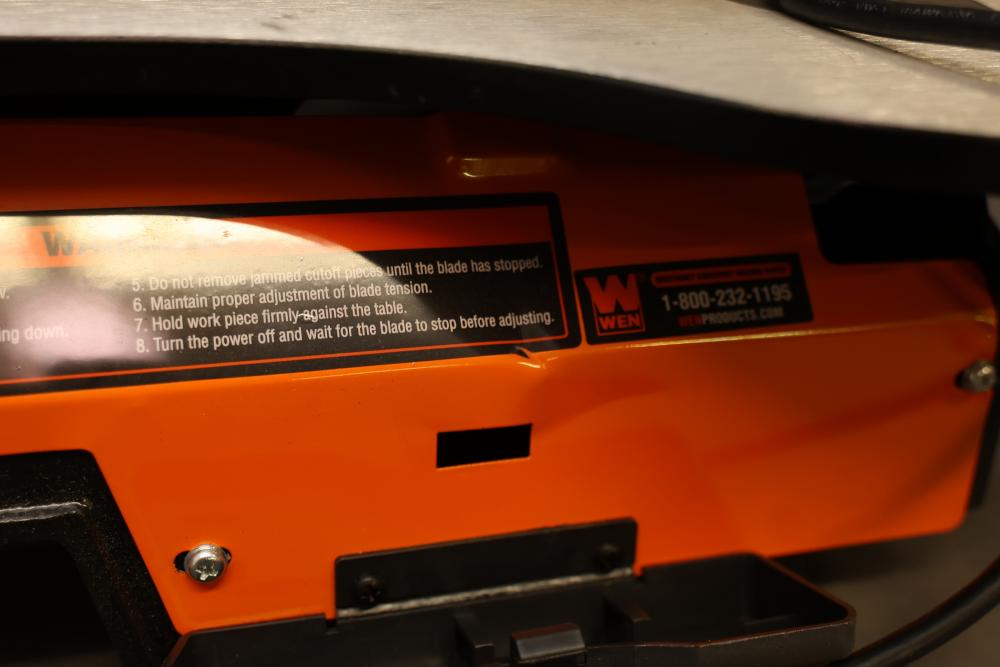 5. Do not remove jammed cutoff pieces until the blade has stopped.
6. Maintain proper adjustment of blade tension.
ing down.
7. Hold work piece firmly against the table.
8. Turn the power off and wait for the blade to stop before adjusting.
W
WEN
1-800-232-1195
WENPRODUCTS.COM